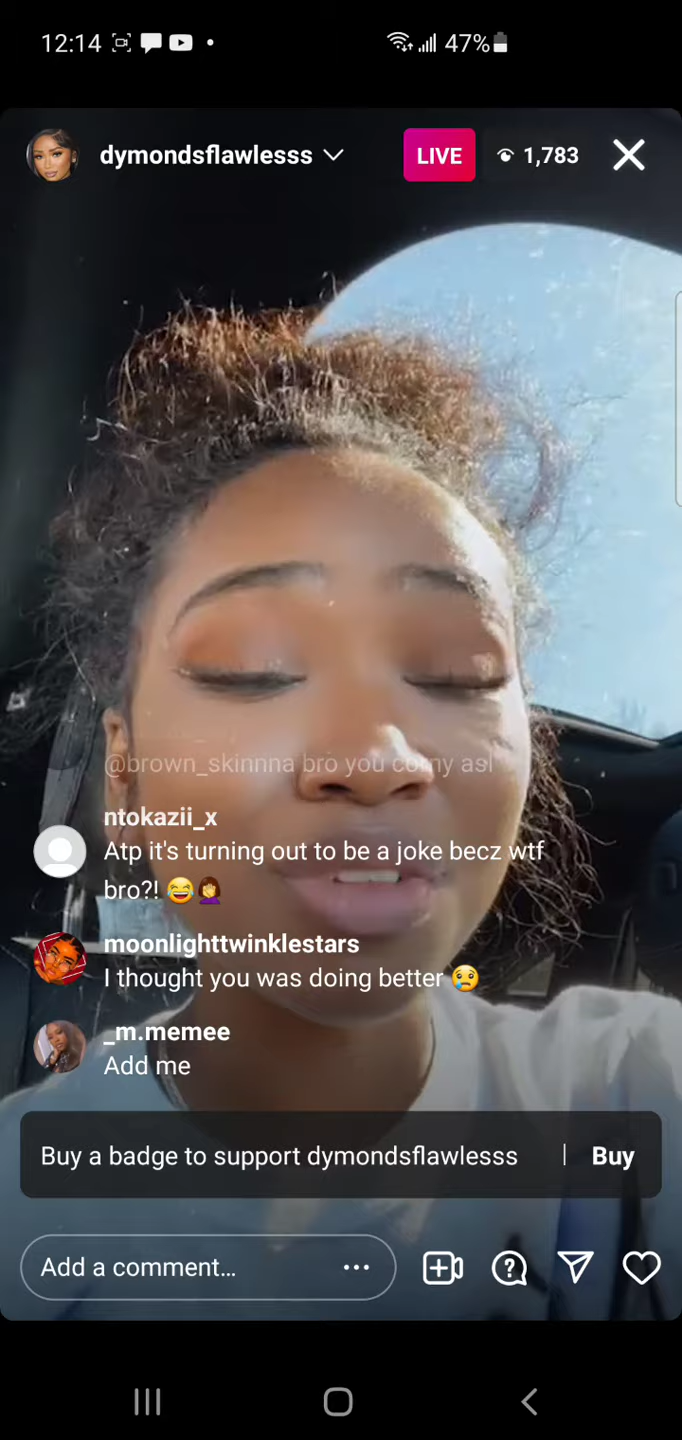 12:14 47%
dymondsflawlesss LIVE 1,783
@brown_skinnna bro you corny asl
ntokazii_x
Atp it's turning out to be a joke becz wtf
bro?! 😂🤦‍♀️
moonlighttwinklestars
I thought you was doing better 😢
_m.memee
Add me
Buy a badge to support dymondsflawlesss | Buy
Add a comment...